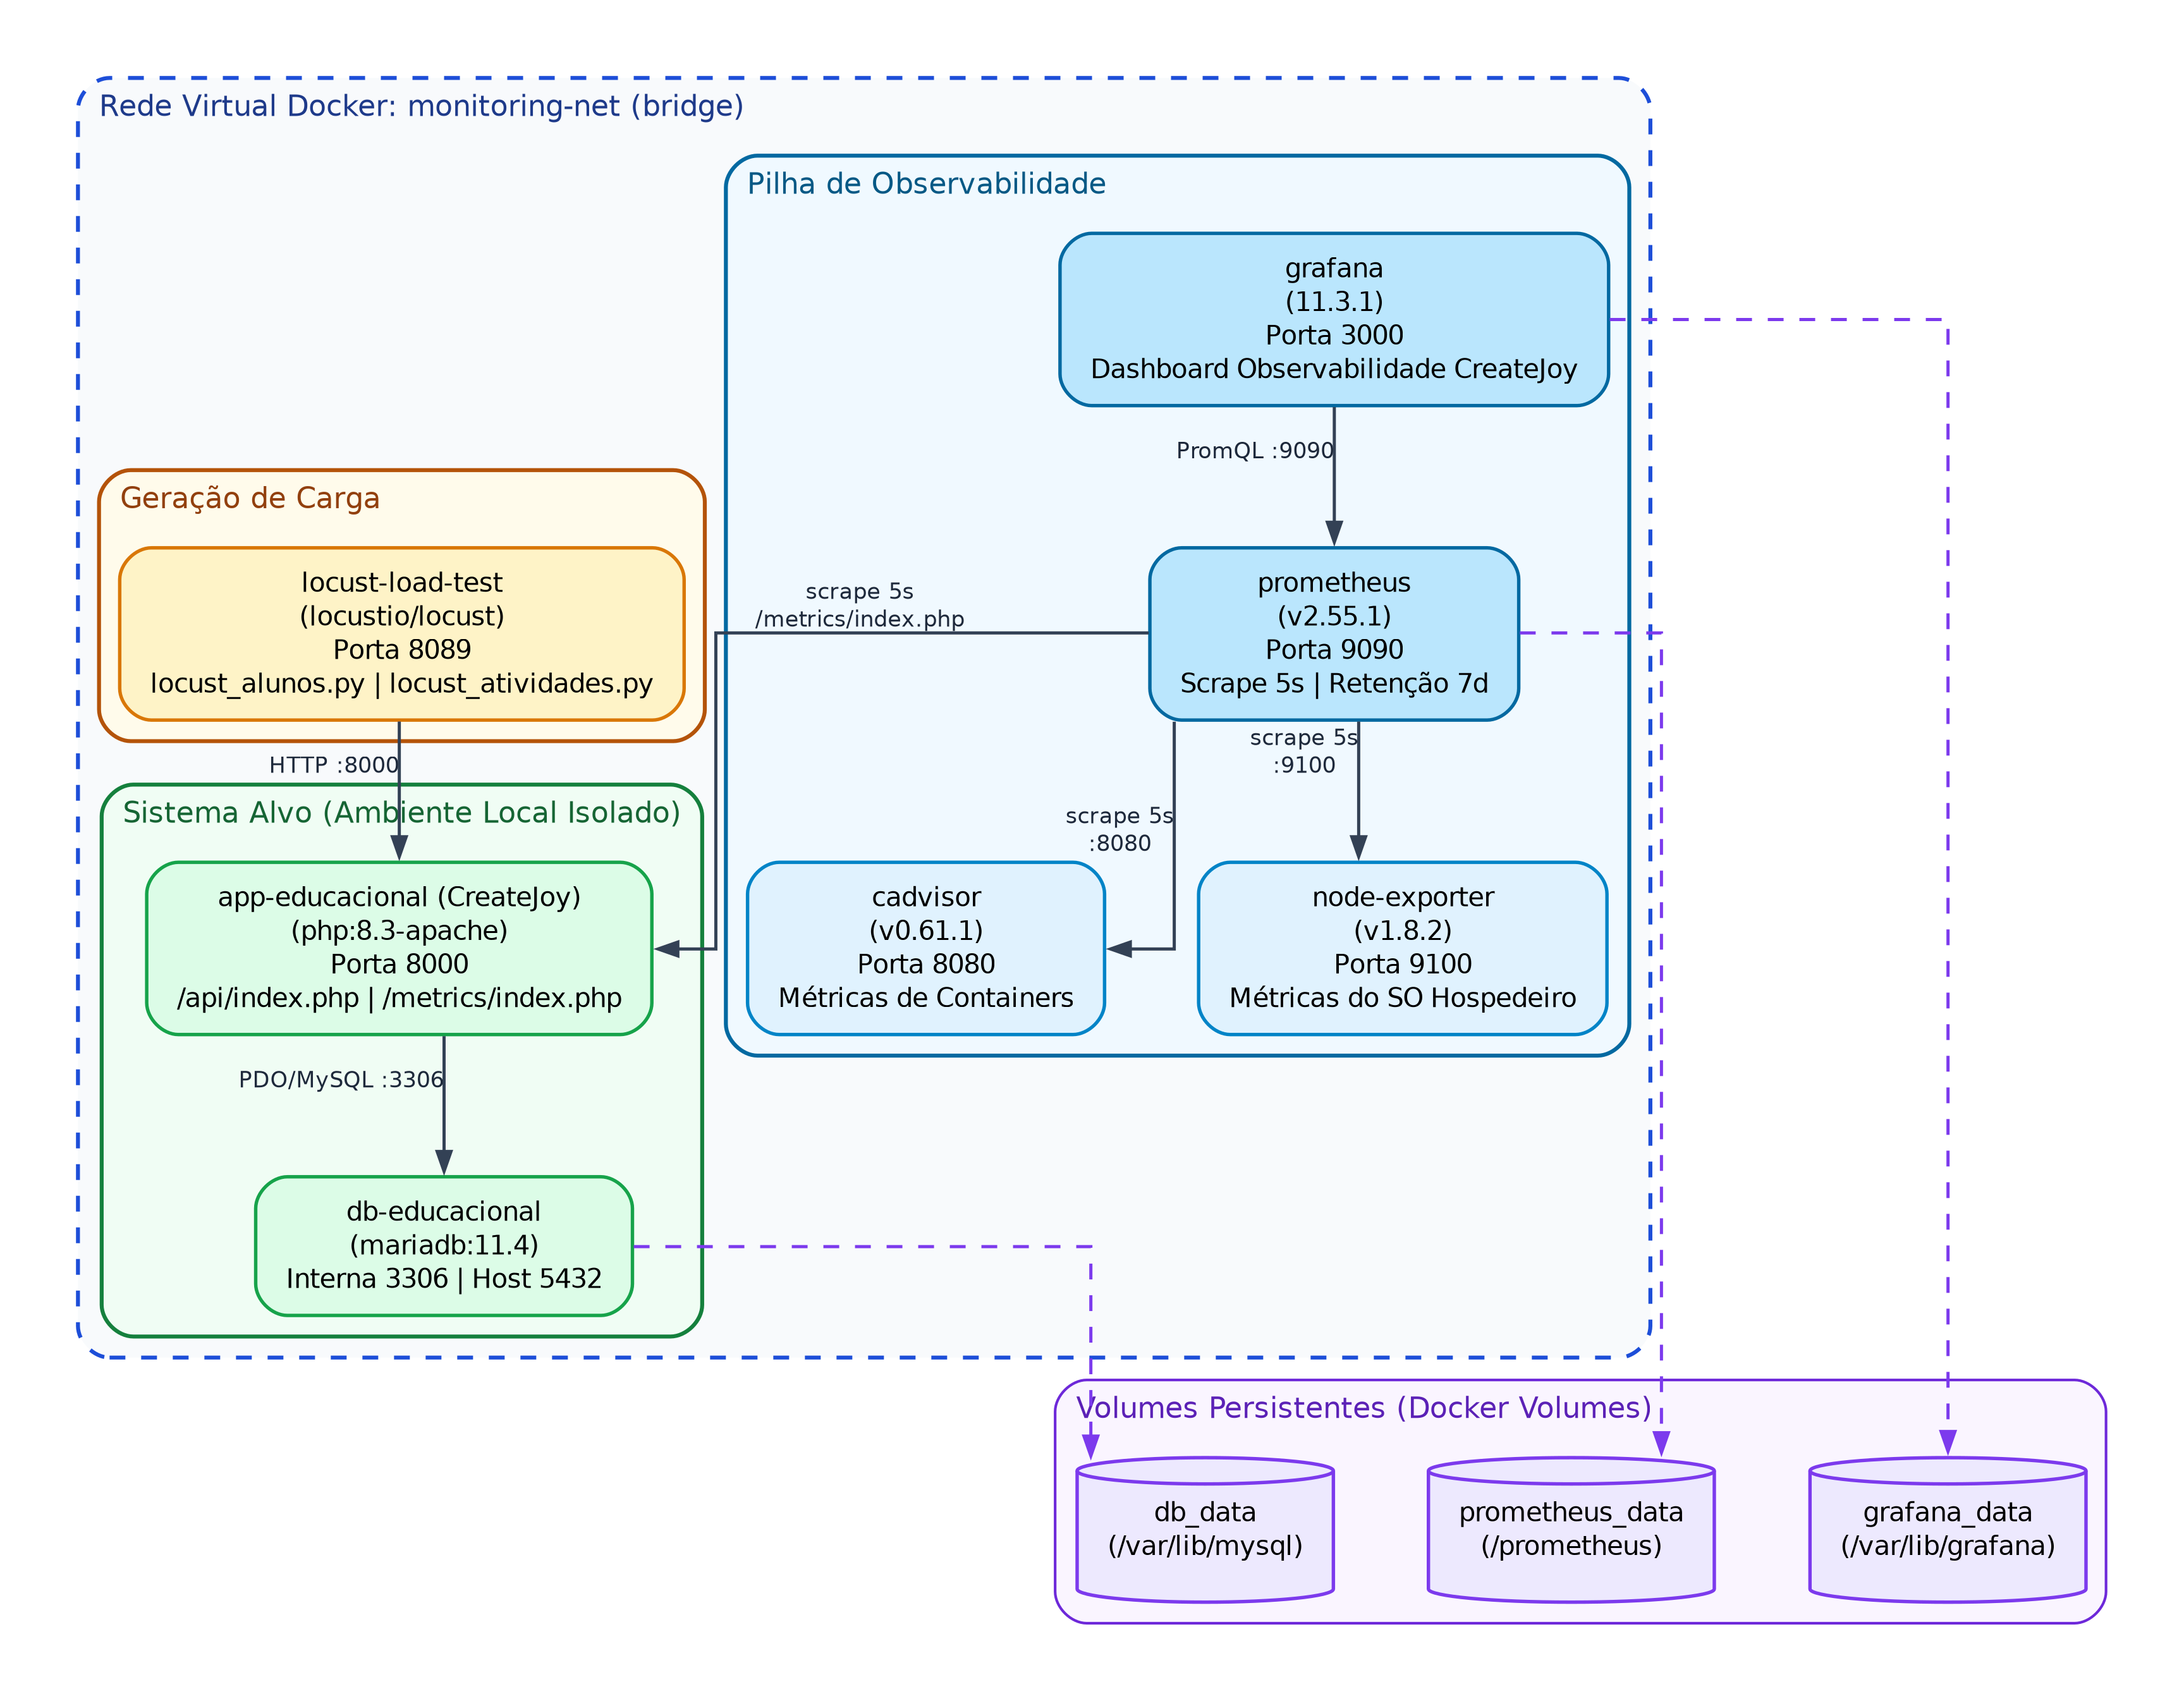 Rede Virtual Docker: monitoring-net (bridge)
Pilha de Observabilidade
grafana
(11.3.1)
Porta 3000
Dashboard Observabilidade CreateJoy
PromQL :9090
Geração de Carga
locust-load-test
(locustio/locust)
Porta 8089
locust_alunos.py | locust_atividades.py
scrape 5s
/metrics/index.php
prometheus
(v2.55.1)
Porta 9090
Scrape 5s | Retenção 7d
HTTP :8000
scrape 5s
:9100
scrape 5s
:8080
Sistema Alvo (Ambiente Local Isolado)
app-educacional (CreateJoy)
(php:8.3-apache)
Porta 8000
/api/index.php | /metrics/index.php
cadvisor
(v0.61.1)
Porta 8080
Métricas de Containers
node-exporter
(v1.8.2)
Porta 9100
Métricas do SO Hospedeiro
PDO/MySQL :3306
db-educacional
(mariadb:11.4)
Interna 3306 | Host 5432
Volumes Persistentes (Docker Volumes)
db_data
(/var/lib/mysql)
prometheus_data
(/prometheus)
grafana_data
(/var/lib/grafana)